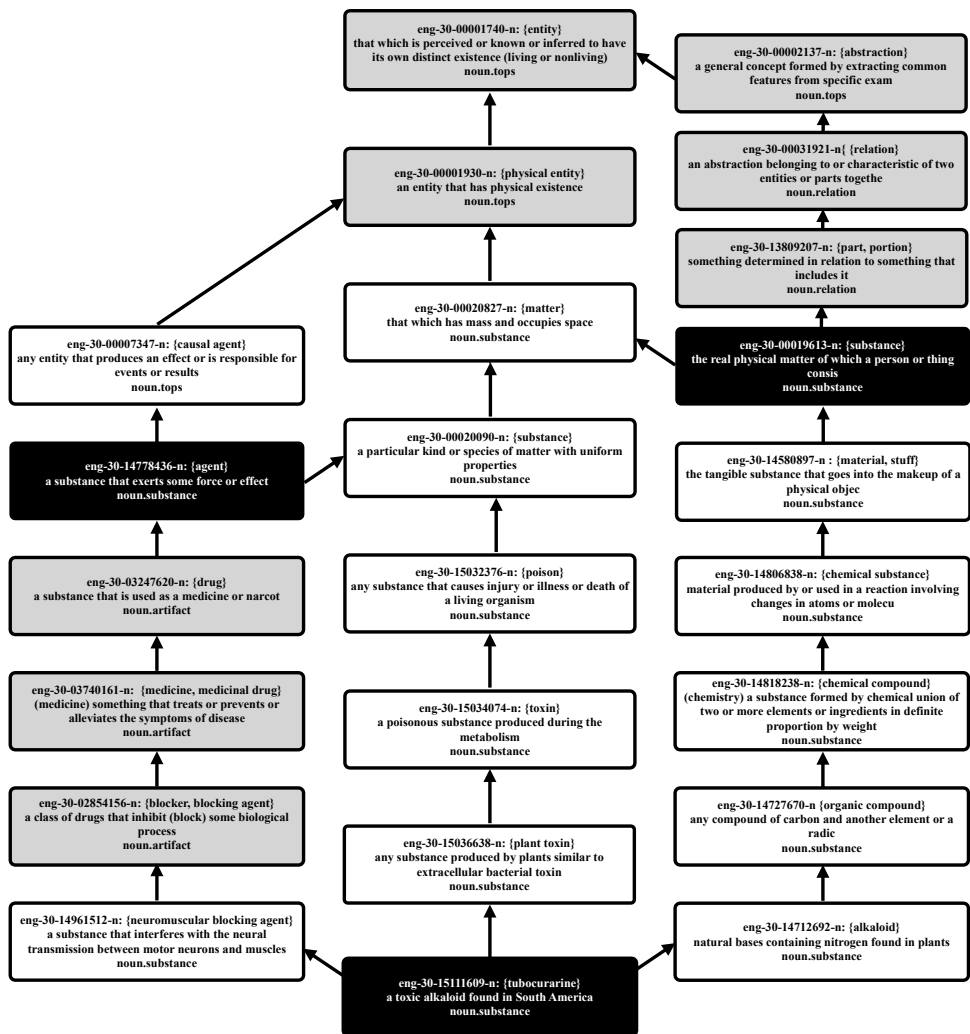 eng-30-00001740-n: {entity}
that which is perceived or known or inferred to have
its own distinct existence (living or nonliving)
noun.tops
eng-30-00002137-n: {abstraction}
a general concept formed by extracting common
features from specific exam
noun.tops
eng-30-00031921-n{ {relation}
an abstraction belonging to or characteristic of two
entities or parts togethe
noun.relation
eng-30-00001930-n: {physical entity}
an entity that has physical existence
noun.tops
eng-30-13809207-n: {part, portion}
something determined in relation to something that
includes it
noun.relation
eng-30-00020827-n: {matter}
that which has mass and occupies space
noun.substance
eng-30-00007347-n: {causal agent}
any entity that produces an effect or is responsible for
events or results
noun.tops
eng-30-00019613-n: {substance}
the real physical matter of which a person or thing
consis
noun.substance
eng-30-14778436-n: {agent}
a substance that exerts some force or effect
noun.substance
eng-30-00020090-n: {substance}
a particular kind or species of matter with uniform
properties
noun.substance
eng-30-14580897-n : {material, stuff}
the tangible substance that goes into the makeup of a
physical objec
noun.substance
eng-30-03247620-n: {drug}
a substance that is used as a medicine or narcot
noun.artifact
eng-30-15032376-n: {poison}
any substance that causes injury or illness or death of
a living organism
noun.substance
eng-30-14806838-n: {chemical substance}
material produced by or used in a reaction involving
changes in atoms or molecu
noun.substance
eng-30-03740161-n:  {medicine, medicinal drug}
(medicine) something that treats or prevents or
alleviates the symptoms of disease
noun.artifact
eng-30-15034074-n: {toxin}
a poisonous substance produced during the
metabolism
noun.substance
eng-30-14818238-n: {chemical compound}
(chemistry) a substance formed by chemical union of
two or more elements or ingredients in definite
proportion by weight
noun.substance
eng-30-02854156-n: {blocker, blocking agent}
a class of drugs that inhibit (block) some biological
process
noun.artifact
eng-30-15036638-n: {plant toxin}
any substance produced by plants similar to
extracellular bacterial toxin
noun.substance
eng-30-14727670-n {organic compound}
any compound of carbon and another element or a
radic
noun.substance
eng-30-14961512-n: {neuromuscular blocking agent}
a substance that interferes with the neural
transmission between motor neurons and muscles
noun.substance
eng-30-14712692-n: {alkaloid}
natural bases containing nitrogen found in plants
noun.substance
eng-30-15111609-n: {tubocurarine}
a toxic alkaloid found in South America
noun.substance